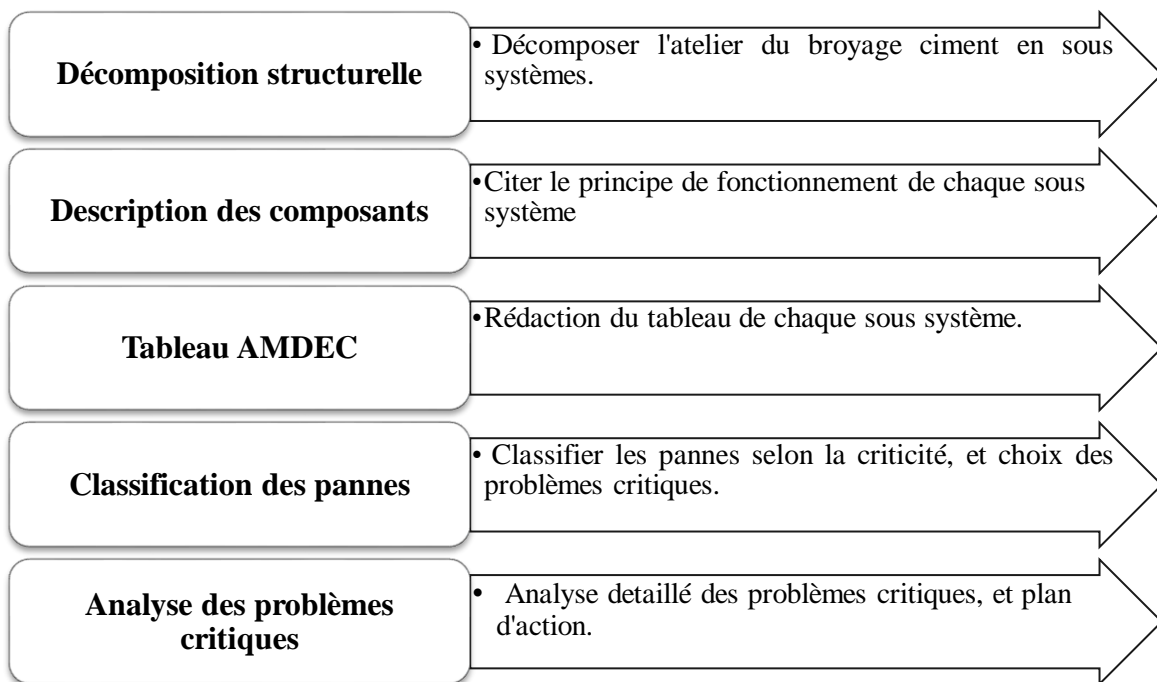 Décomposition structurelle
• Décomposer l'atelier du broyage ciment en sous
systèmes.
Description des composants
•Citer le principe de fonctionnement de chaque sous
système
Tableau AMDEC
•Rédaction du tableau de chaque sous système.
Classification des pannes
• Classifier les pannes selon la criticité, et choix des
problèmes critiques.
Analyse des problèmes
critiques
• Analyse detaillé des problèmes critiques, et plan
d'action.